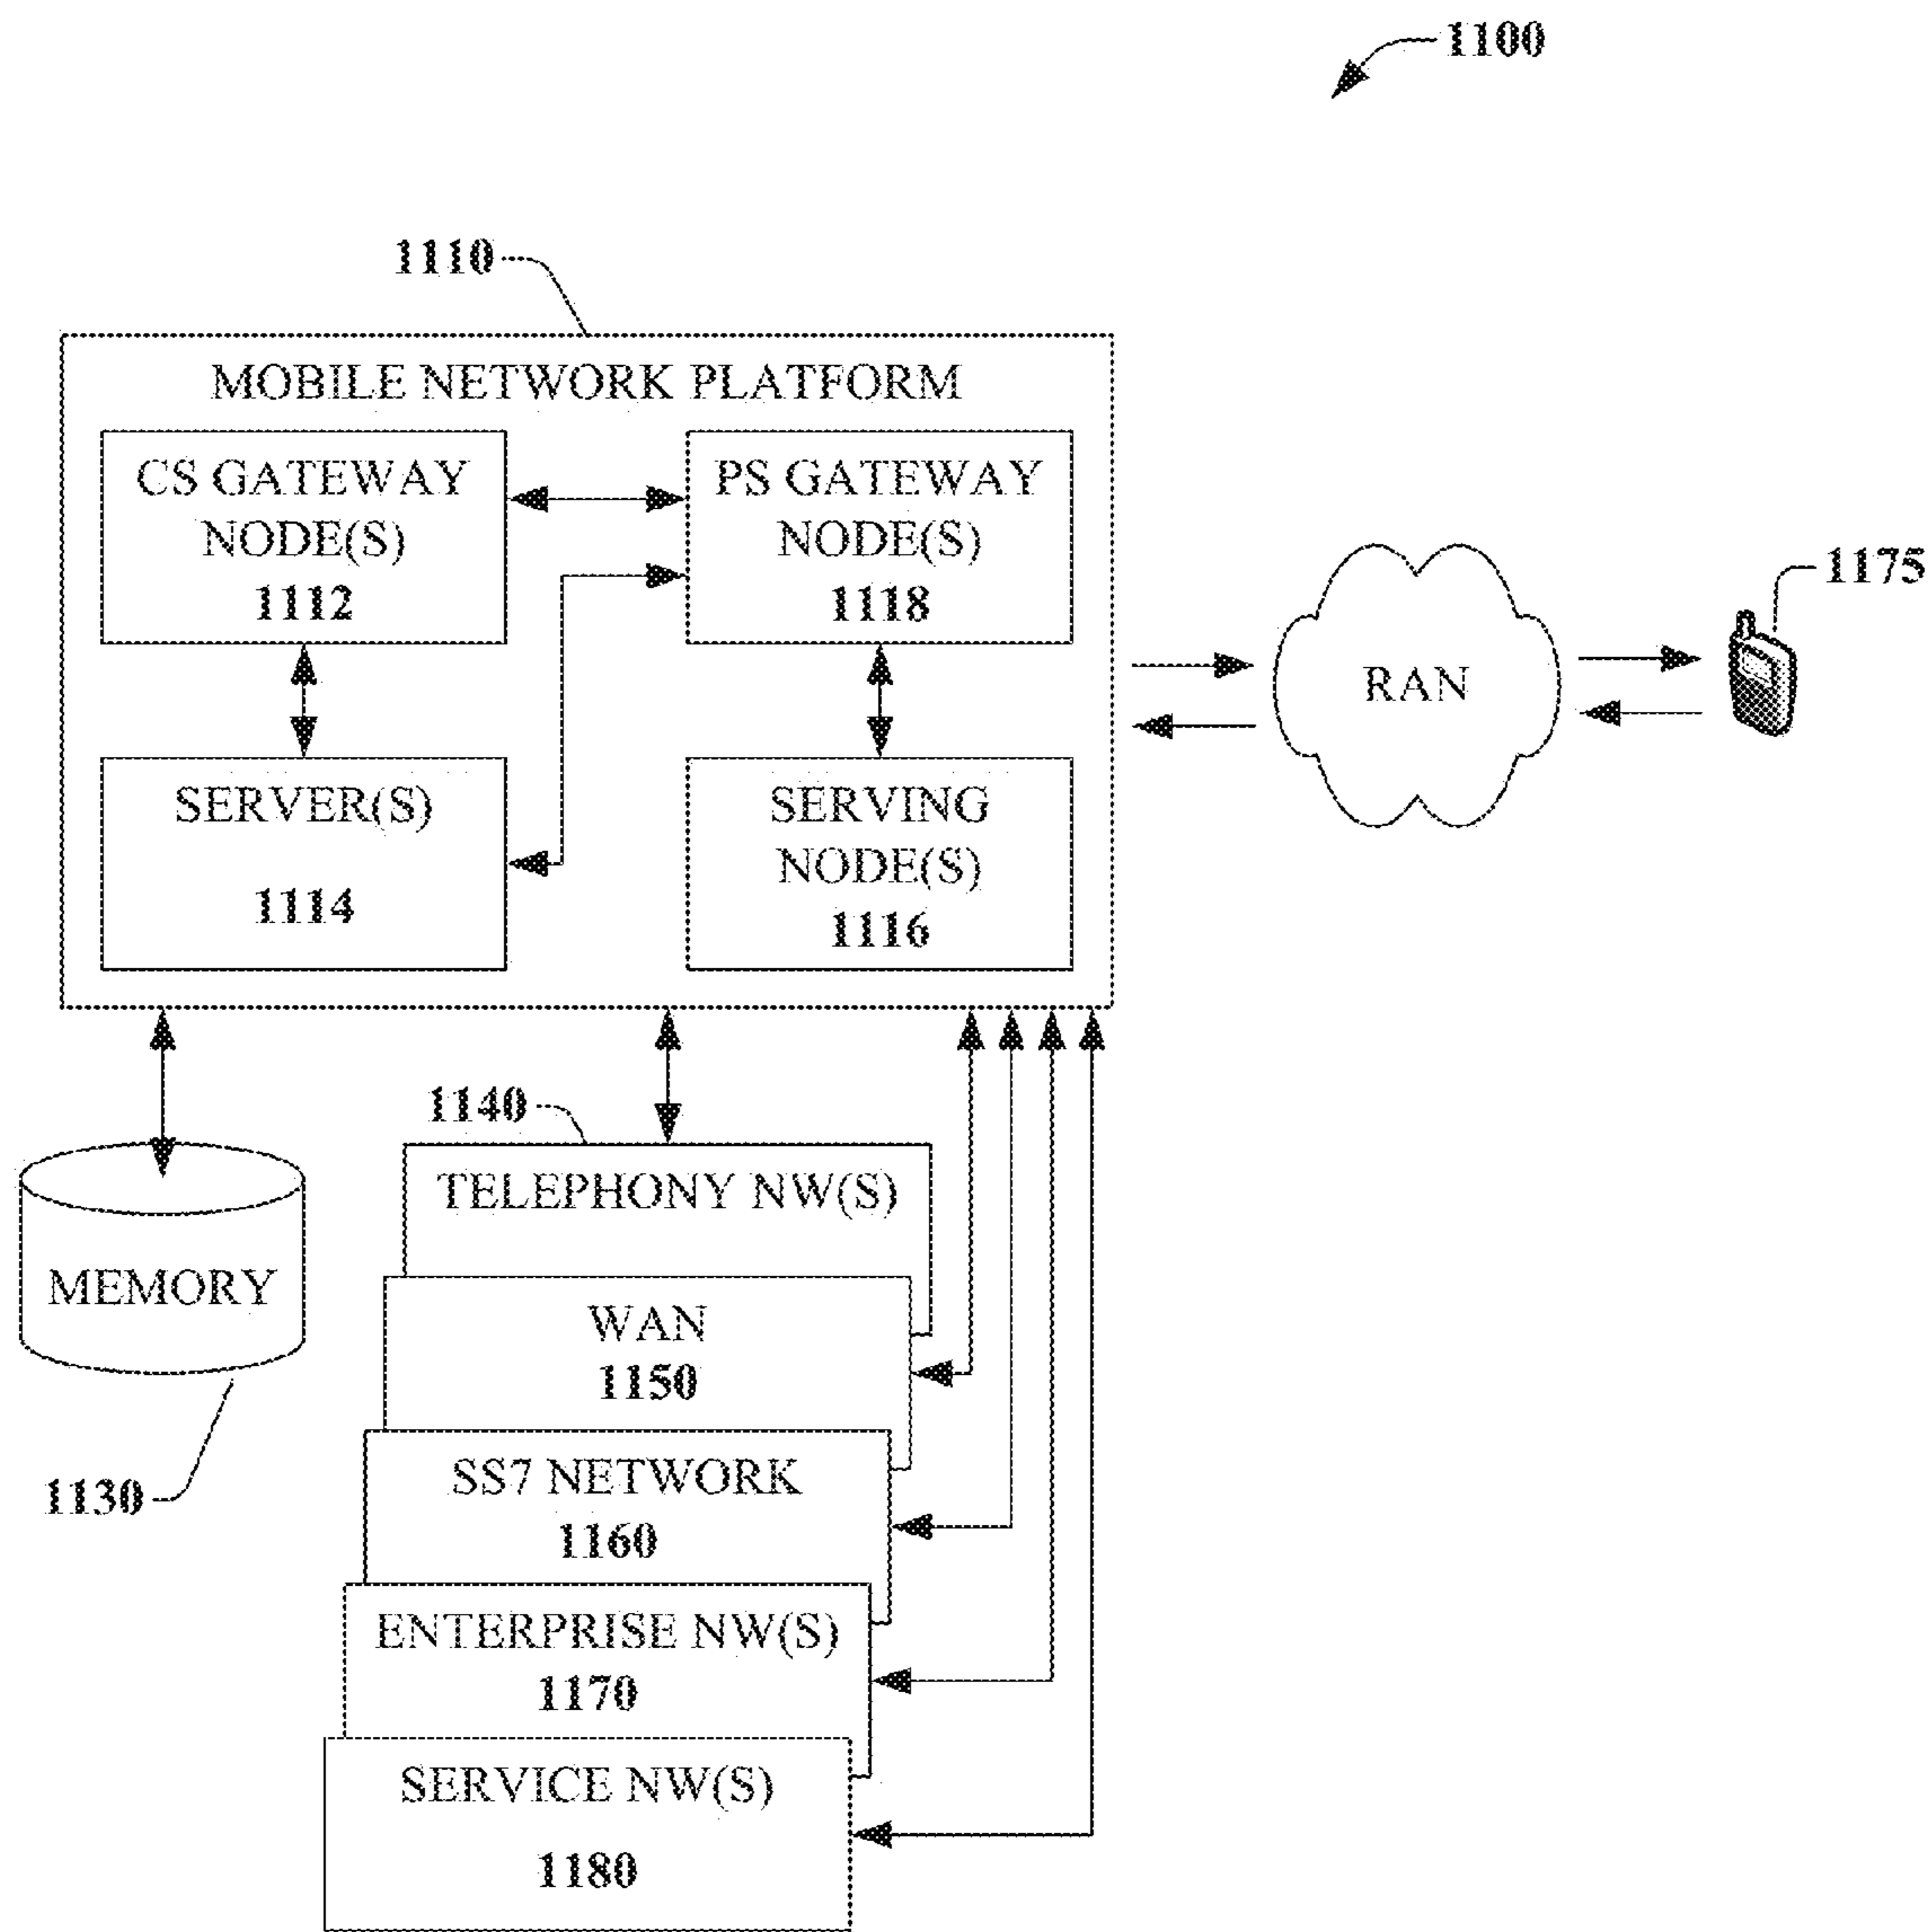 1100
1110
MOBILE NETWORK PLATFORM
CS GATEWAY
NODE(S)
1112
PS GATEWAY
NODE(S)
1118
SERVER(S)
1114
SERVING
NODE(S)
1116
RAN
1175
MEMORY
1130
1140
TELEPHONY NW(S)
WAN
1150
SS7 NETWORK
1160
ENTERPRISE NW(S)
1170
SERVICE NW(S)
1180